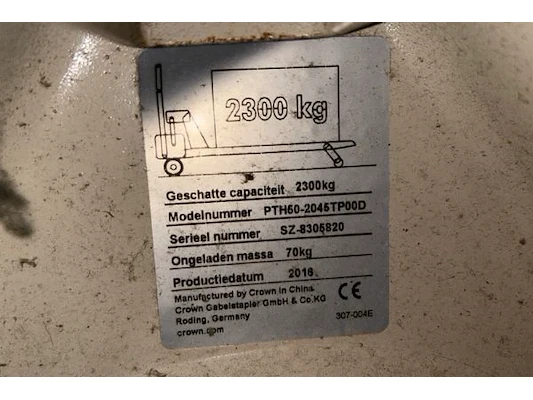 2300 kg
Geschatte capaciteit 2300kg
Modelnummer PTH50-2045TP00D
Serieel nummer SZ-8305820
Ongeladen massa 70kg
Productiedatum 2016
Manufactured by Crown in China
Crown Gabelstapler GmbH & Co.KG
Roding, Germany
crown.com
CE
307-004E